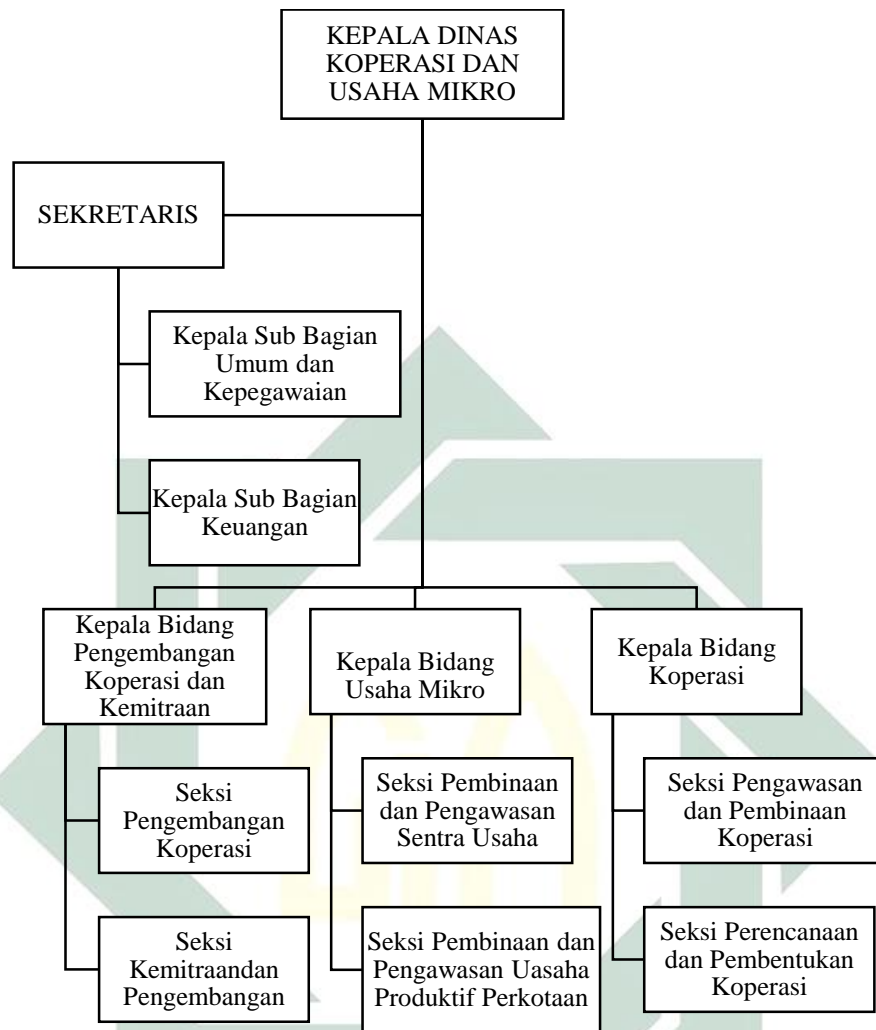 KEPALA DINAS
KOPERASI DAN
USAHA MIKRO
SEKRETARIS
Kepala Sub Bagian
Umum dan
Kepegawaian
Kepala Sub Bagian
Keuangan
Kepala Bidang
Pengembangan
Koperasi dan
Kemitraan
Kepala Bidang
Usaha Mikro
Kepala Bidang
Koperasi
Seksi
Pengembangan
Koperasi
Seksi Pembinaan
dan Pengawasan
Sentra Usaha
Seksi Pengawasan
dan Pembinaan
Koperasi
Seksi
Kemitraandan
Pengembangan
Seksi Pembinaan dan
Pengawasan Uasaha
Produktif Perkotaan
Seksi Perencanaan
dan Pembentukan
Koperasi